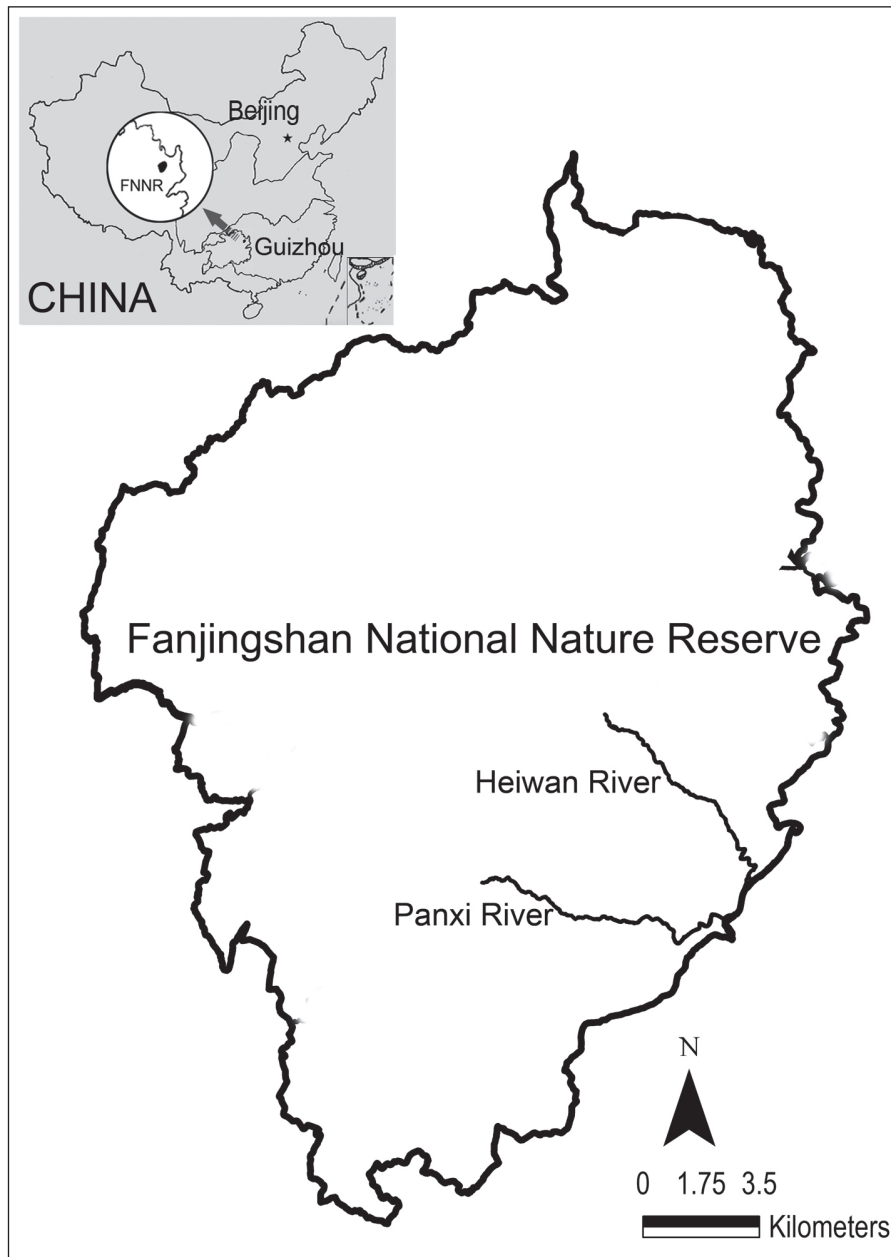 Beijing
FNNR
Guizhou
CHINA
Fanjingshan National Nature Reserve
Heiwan River
Panxi River
N
0 1.75 3.5
Kilometers